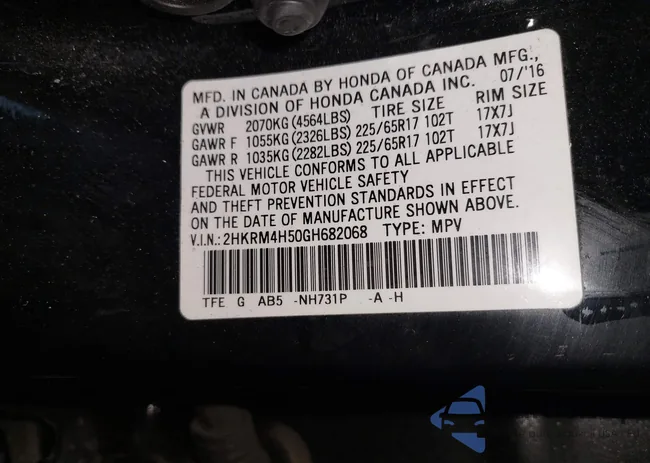 MFD. IN CANADA BY HONDA OF CANADA MFG.,
A DIVISION OF HONDA CANADA INC. 07/'16
GVWR 2070KG(4564LBS) TIRE SIZE RIM SIZE
GAWR F 1055KG(2326LBS) 225/65R17 102T 17X7J
GAWR R 1035KG(2282LBS) 225/65R17 102T 17X7J
THIS VEHICLE CONFORMS TO ALL APPLICABLE
FEDERAL MOTOR VEHICLE SAFETY
AND THEFT PREVENTION STANDARDS IN EFFECT
ON THE DATE OF MANUFACTURE SHOWN ABOVE.
V.I.N.: 2HKRM4H50GH682068 TYPE: MPV
TFE G AB5 -NH731P -A -H